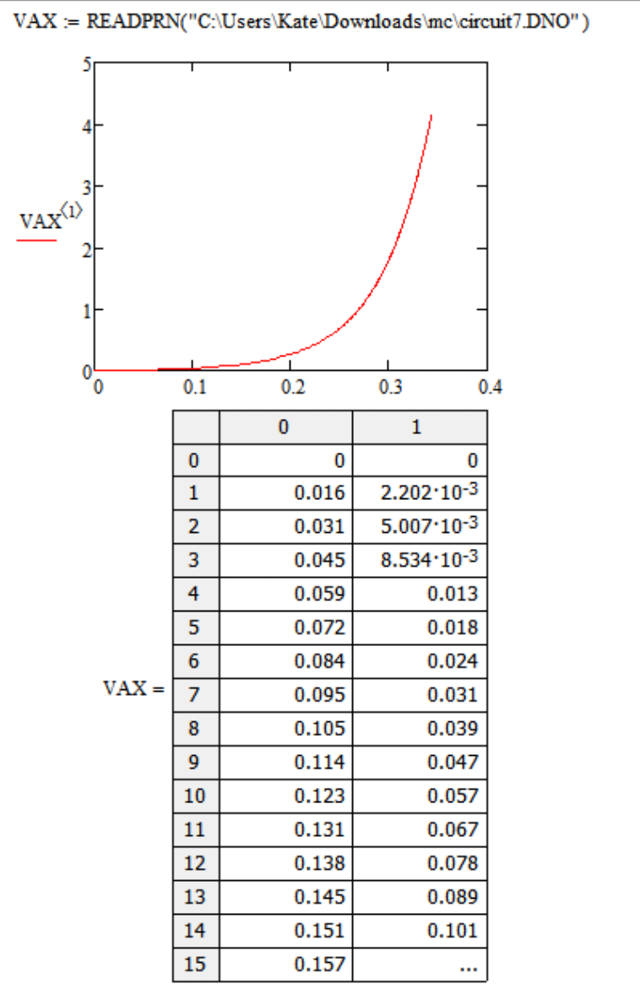 VAX := READPRN("C:\Users\Kate\Downloads\mc\circuit7.DNO")
5
4
3
VAX⟨1⟩
2
1
0
0 0.1 0.2 0.3 0.4
0 1
0 0 0
1 0.016 2.202·10-3
2 0.031 5.007·10-3
3 0.045 8.534·10-3
4 0.059 0.013
5 0.072 0.018
6 0.084 0.024
VAX = 7 0.095 0.031
8 0.105 0.039
9 0.114 0.047
10 0.123 0.057
11 0.131 0.067
12 0.138 0.078
13 0.145 0.089
14 0.151 0.101
15 0.157 ...